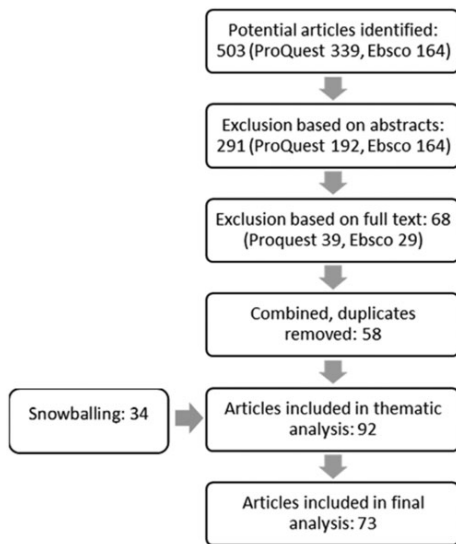 Potential articles identified:
503 (ProQuest 339, Ebsco 164)
Exclusion based on abstracts:
291 (ProQuest 192, Ebsco 164)
Exclusion based on full text: 68
(Proquest 39, Ebsco 29)
Combined, duplicates
removed: 58
Snowballing: 34
Articles included in thematic
analysis: 92
Articles included in final
analysis: 73